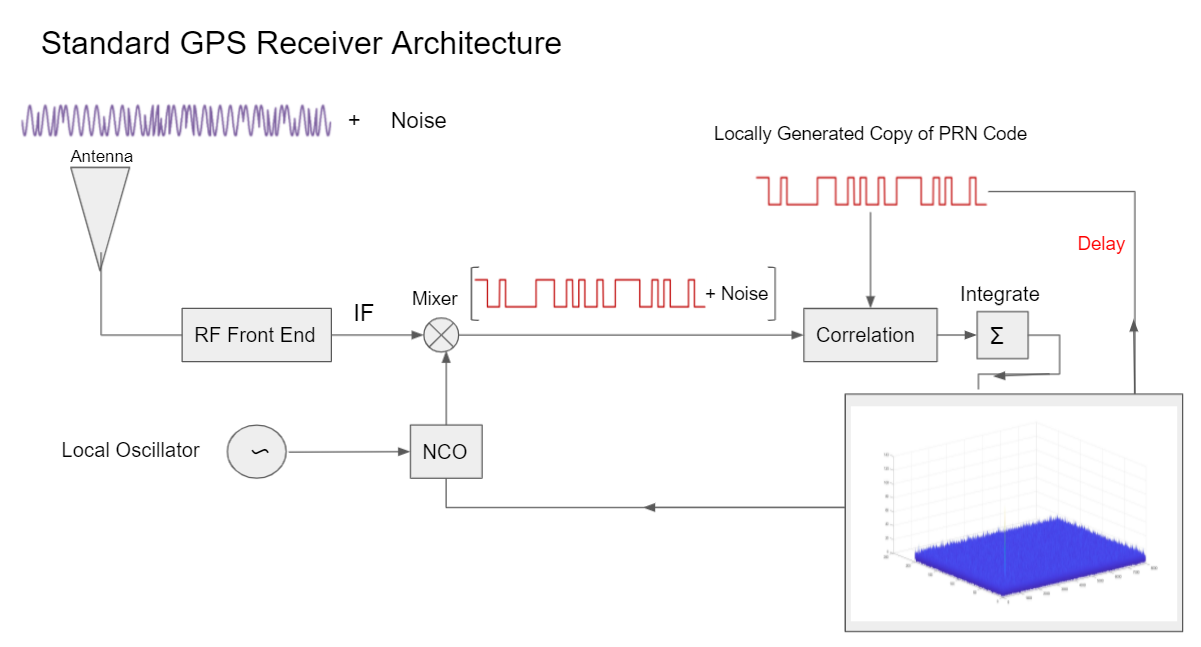 Standard GPS Receiver Architecture
+ Noise
Antenna
Locally Generated Copy of PRN Code
Delay
Mixer
+ Noise
Integrate
IF
RF Front End
Correlation
Σ
Local Oscillator
NCO